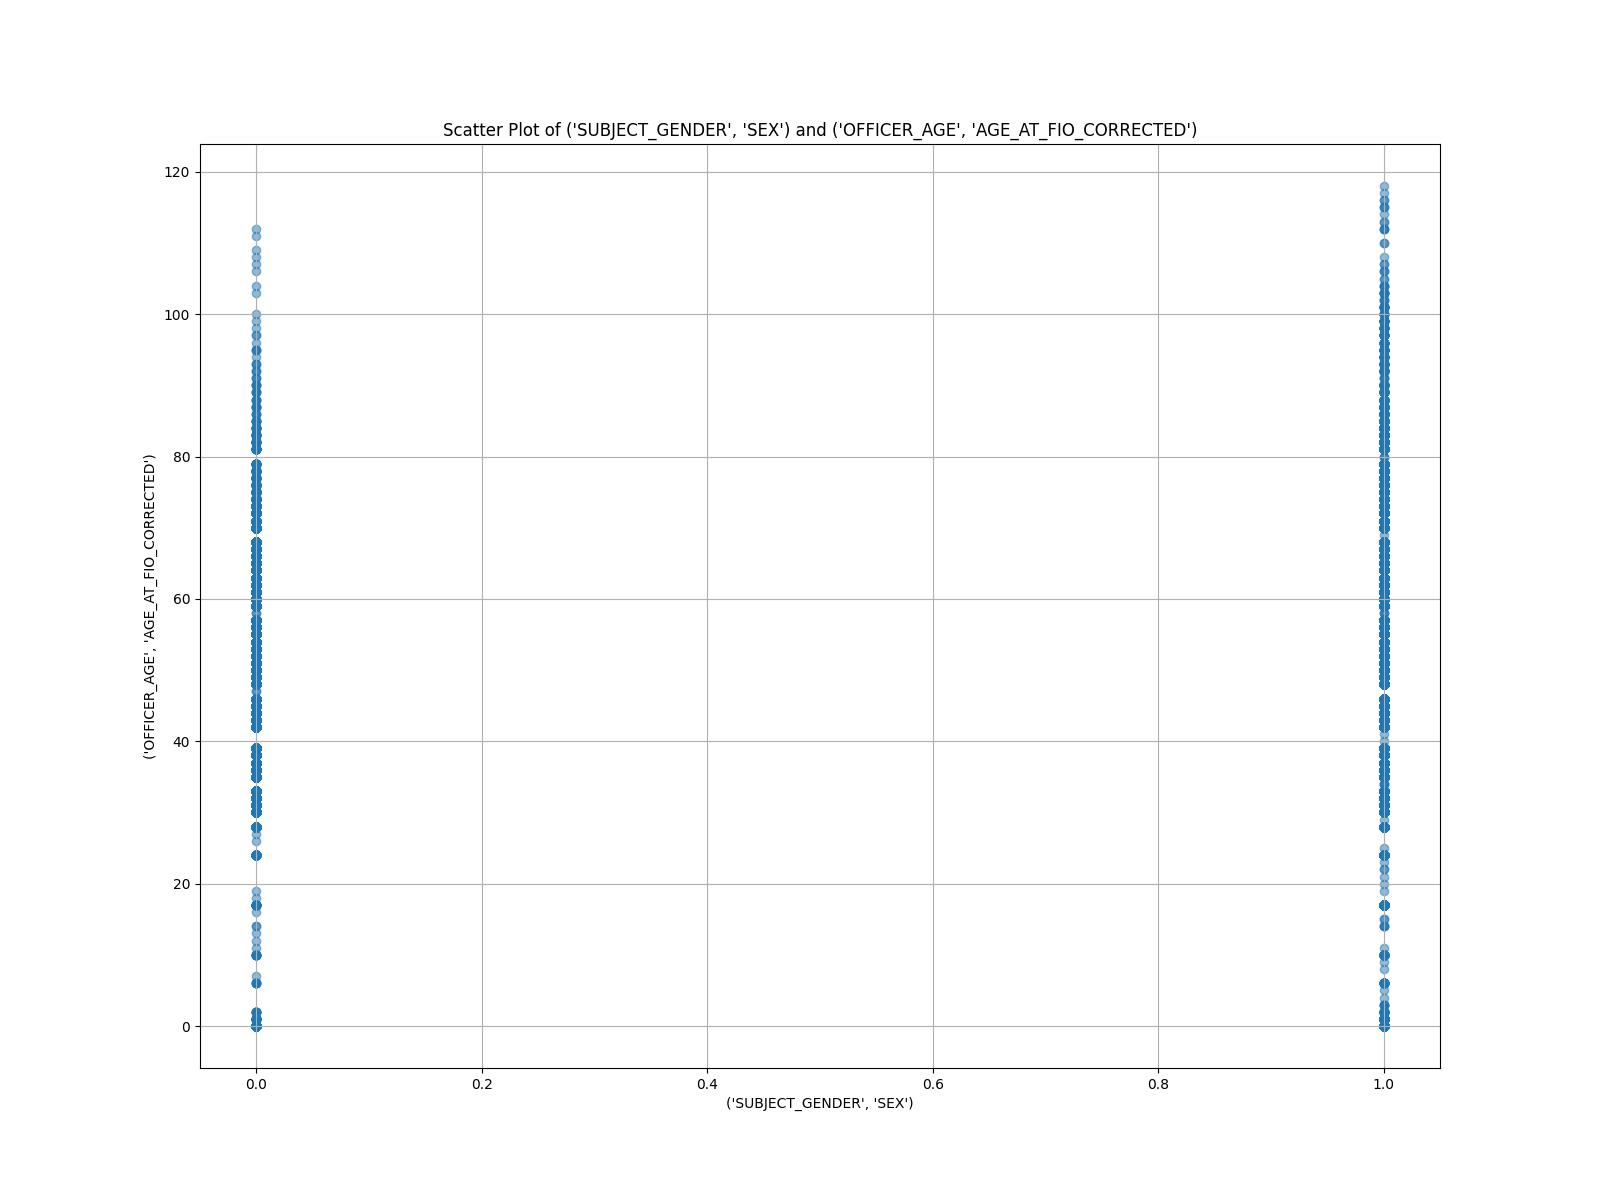 Scatter Plot of ('SUBJECT_GENDER', 'SEX') and ('OFFICER_AGE', 'AGE_AT_FIO_CORRECTED')
120
100
80
60
40
20
0
('OFFICER_AGE', 'AGE_AT_FIO_CORRECTED')
0.0 0.2 0.4 0.6 0.8 1.0
('SUBJECT_GENDER', 'SEX')